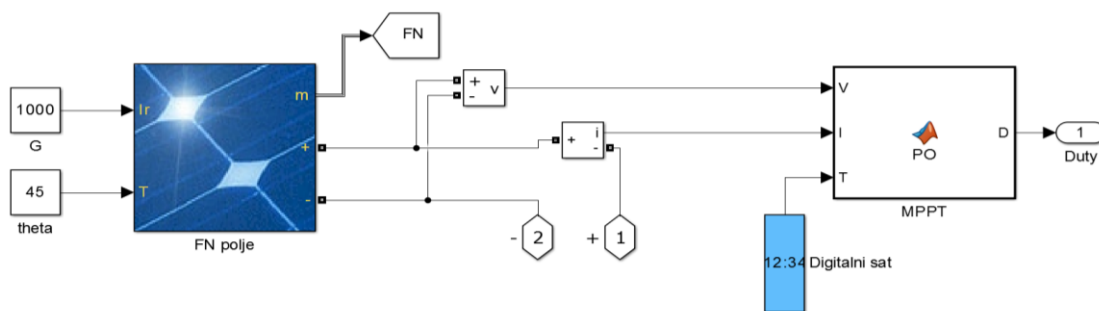 FN
1000
G
45
theta
Ir
T
m
+
-
FN polje
+
-
v
+
i
-
- 2
+ 1
V
I
T
PO
D
MPPT
1
Duty
12:34 Digitalni sat